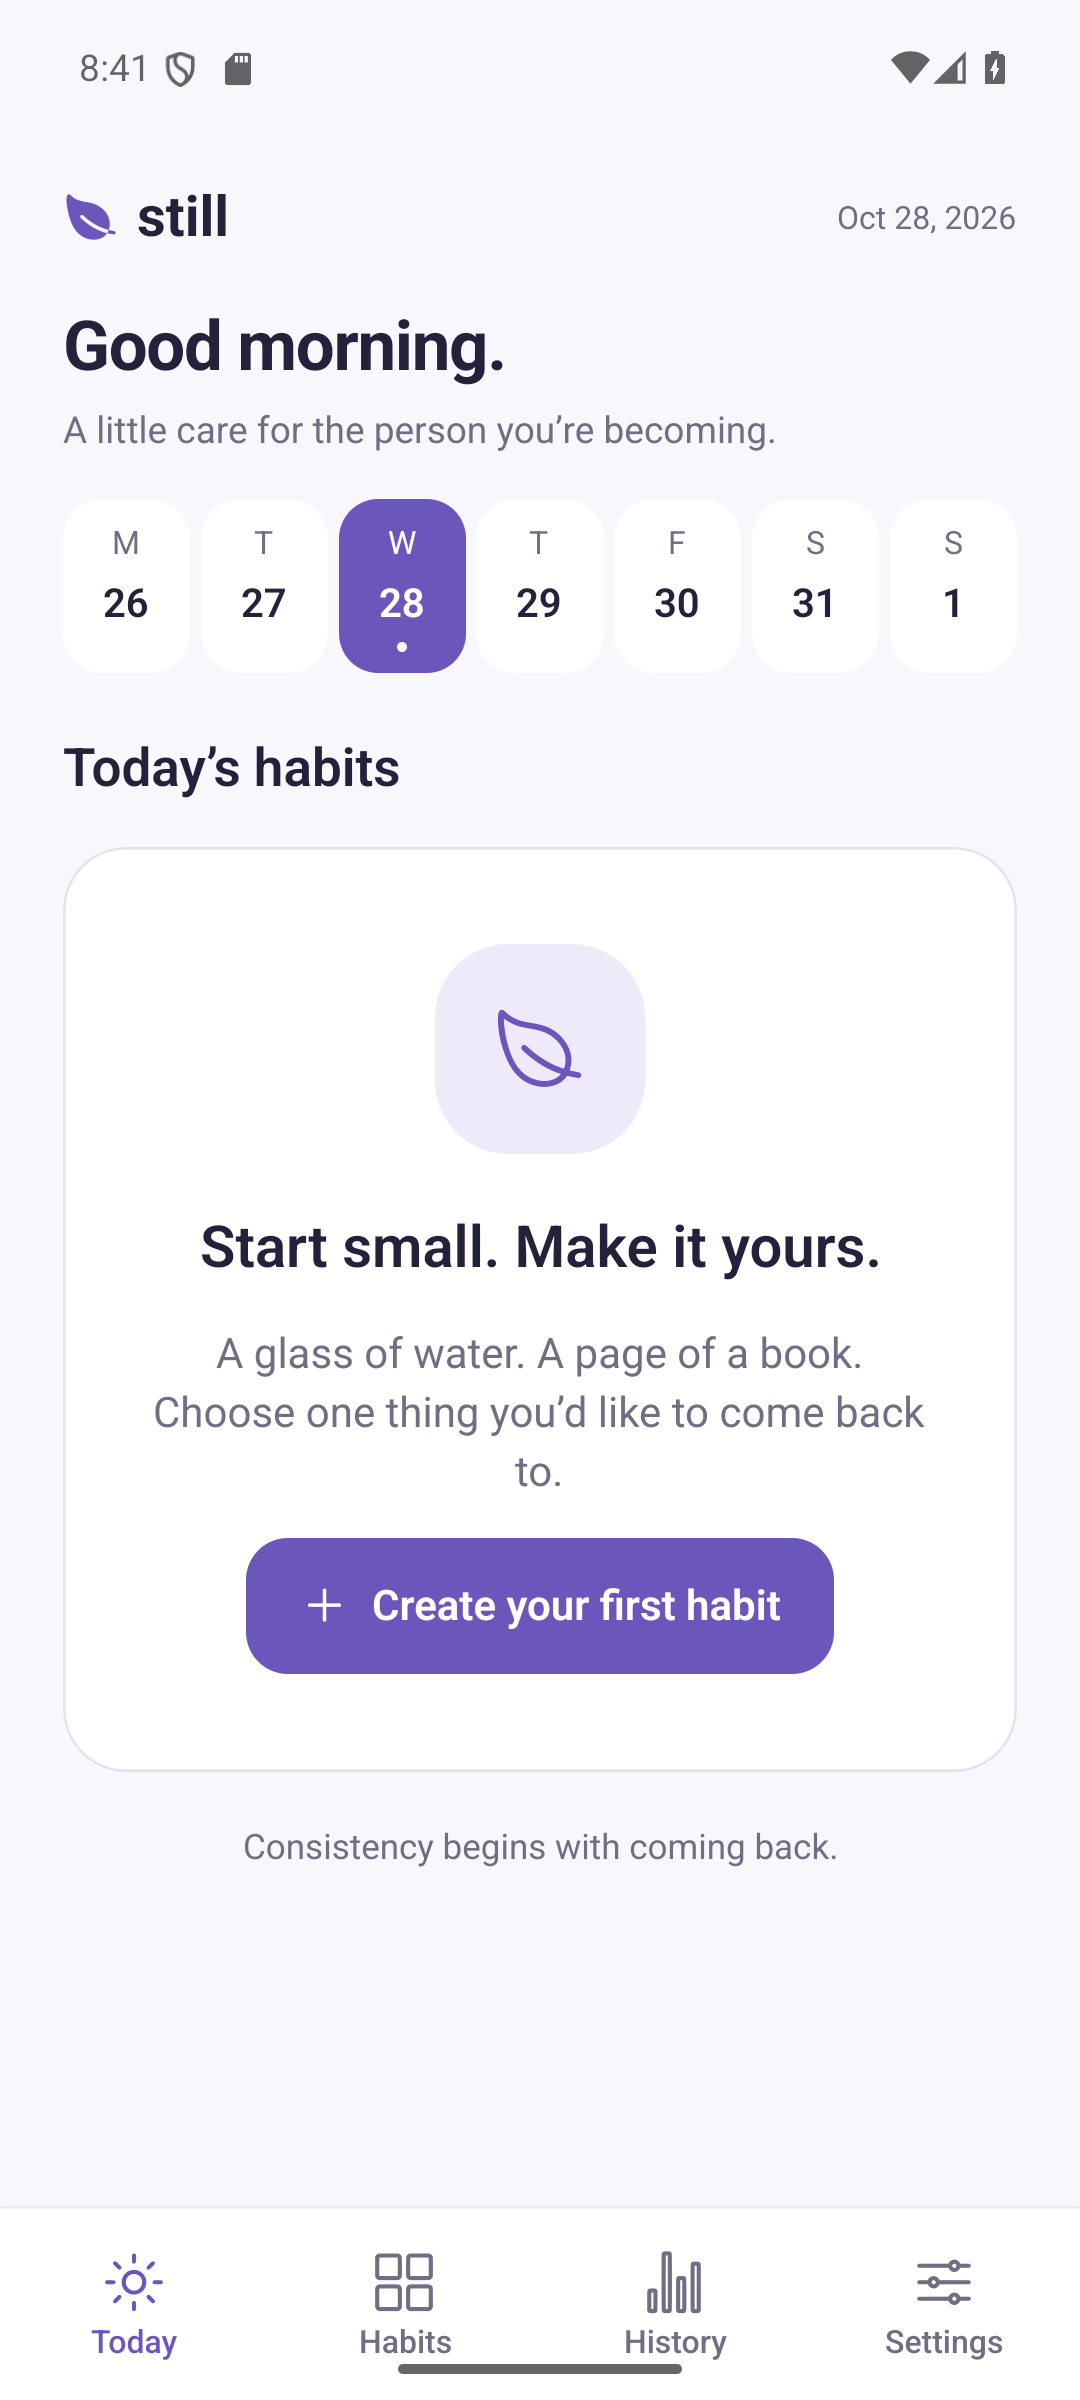 8:41
still
Oct 28, 2026
Good morning.
A little care for the person you’re becoming.
M T W T F S S
26 27 28 29 30 31 1
Today’s habits
Start small. Make it yours.
A glass of water. A page of a book.
Choose one thing you’d like to come back
to.
Create your first habit
Consistency begins with coming back.
Today Habits History Settings